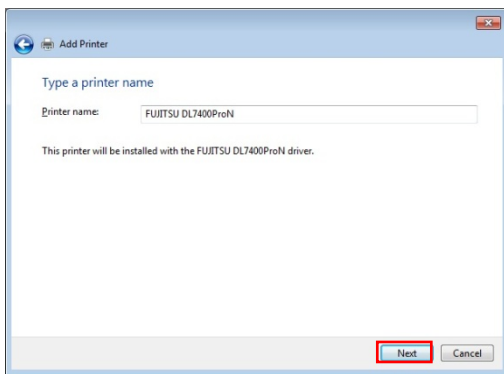 Add Printer
Type a printer name
Printer name: FUJITSU DL7400ProN
This printer will be installed with the FUJITSU DL7400ProN driver.
Next Cancel